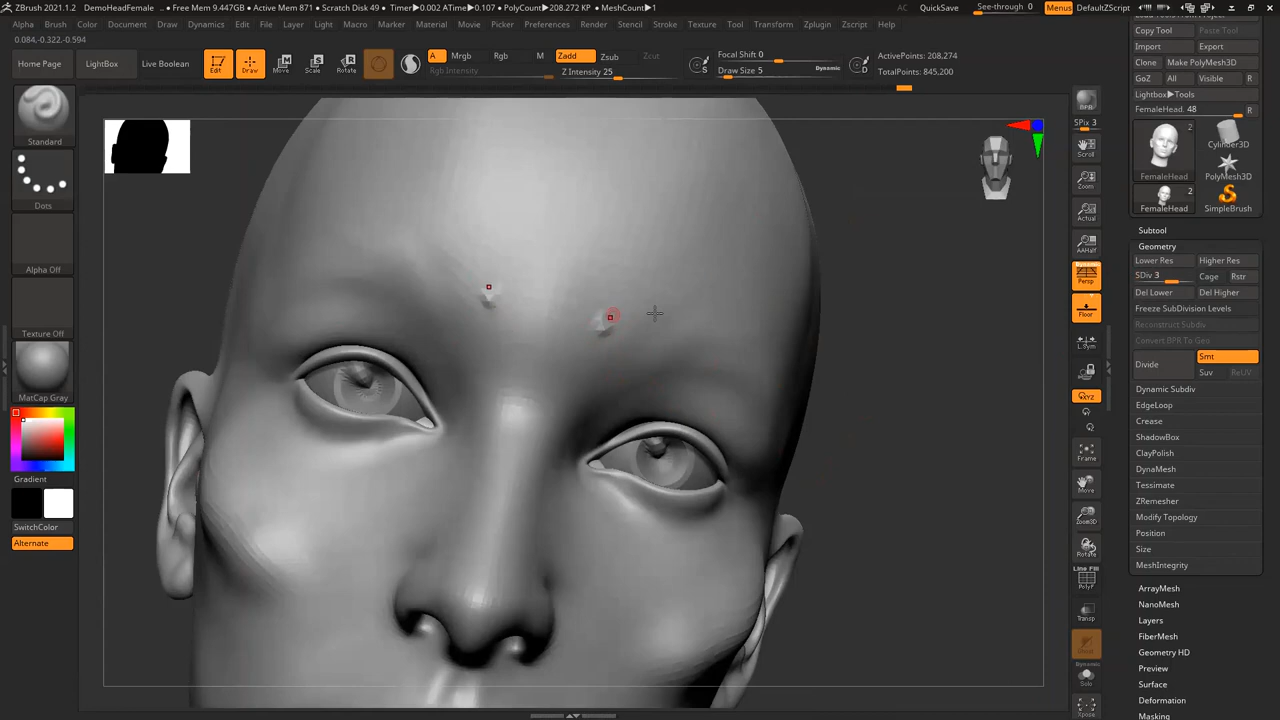 ZBrush 2021.1.2 DemoHeadFemale .. • Free Mem 9.447GB • Active Mem 871 • Scratch Disk 49 • Timer▶0.002 ATime▶0.107 • PolyCount▶208.272 KP • MeshCount▶1 AC QuickSave See-through 0 Menus DefaultZScript
Alpha Brush Color Document Draw Dynamics Edit File Layer Light Macro Marker Material Movie Picker Preferences Render Stencil Stroke Texture Tool Transform Zplugin Zscript Help
0.084,-0.322,-0.594
Home Page LightBox Live Boolean
Edit Draw Move Scale Rotate
A Mrgb Rgb M Zadd Zsub Zcut
Rgb Intensity Z Intensity 25
S Focal Shift 0
Draw Size 5 Dynamic D
ActivePoints: 208,274
TotalPoints: 845,200
Standard
Dots
Alpha Off
Texture Off
MatCap Gray
Gradient
SwitchColor
Alternate
BPR
SPix 3
Scroll
Zoom
Actual
AAHalf
Dynamic
Persp
Floor
L.Sym
XYZ
Frame
Move
Zoom3D
Rotate
Line Fill
PolyF
Transp
Dynamic
Solo
Xpose
Load Tools From Project
Copy Tool Paste Tool
Import Export
Clone Make PolyMesh3D
GoZ All Visible R
Lightbox▶Tools
FemaleHead. 48 R
2
Cylinder3D
FemaleHead PolyMesh3D
2
FemaleHead SimpleBrush
Subtool
Geometry
Lower Res Higher Res
SDiv 3 Cage Rstr
Del Lower Del Higher
Freeze SubDivision Levels
Reconstruct Subdiv
Convert BPR To Geo
Divide Smt
Suv ReUV
Dynamic Subdiv
EdgeLoop
Crease
ShadowBox
ClayPolish
DynaMesh
Tessimate
ZRemesher
Modify Topology
Position
Size
MeshIntegrity
ArrayMesh
NanoMesh
Layers
FiberMesh
Geometry HD
Preview
Surface
Deformation
Masking